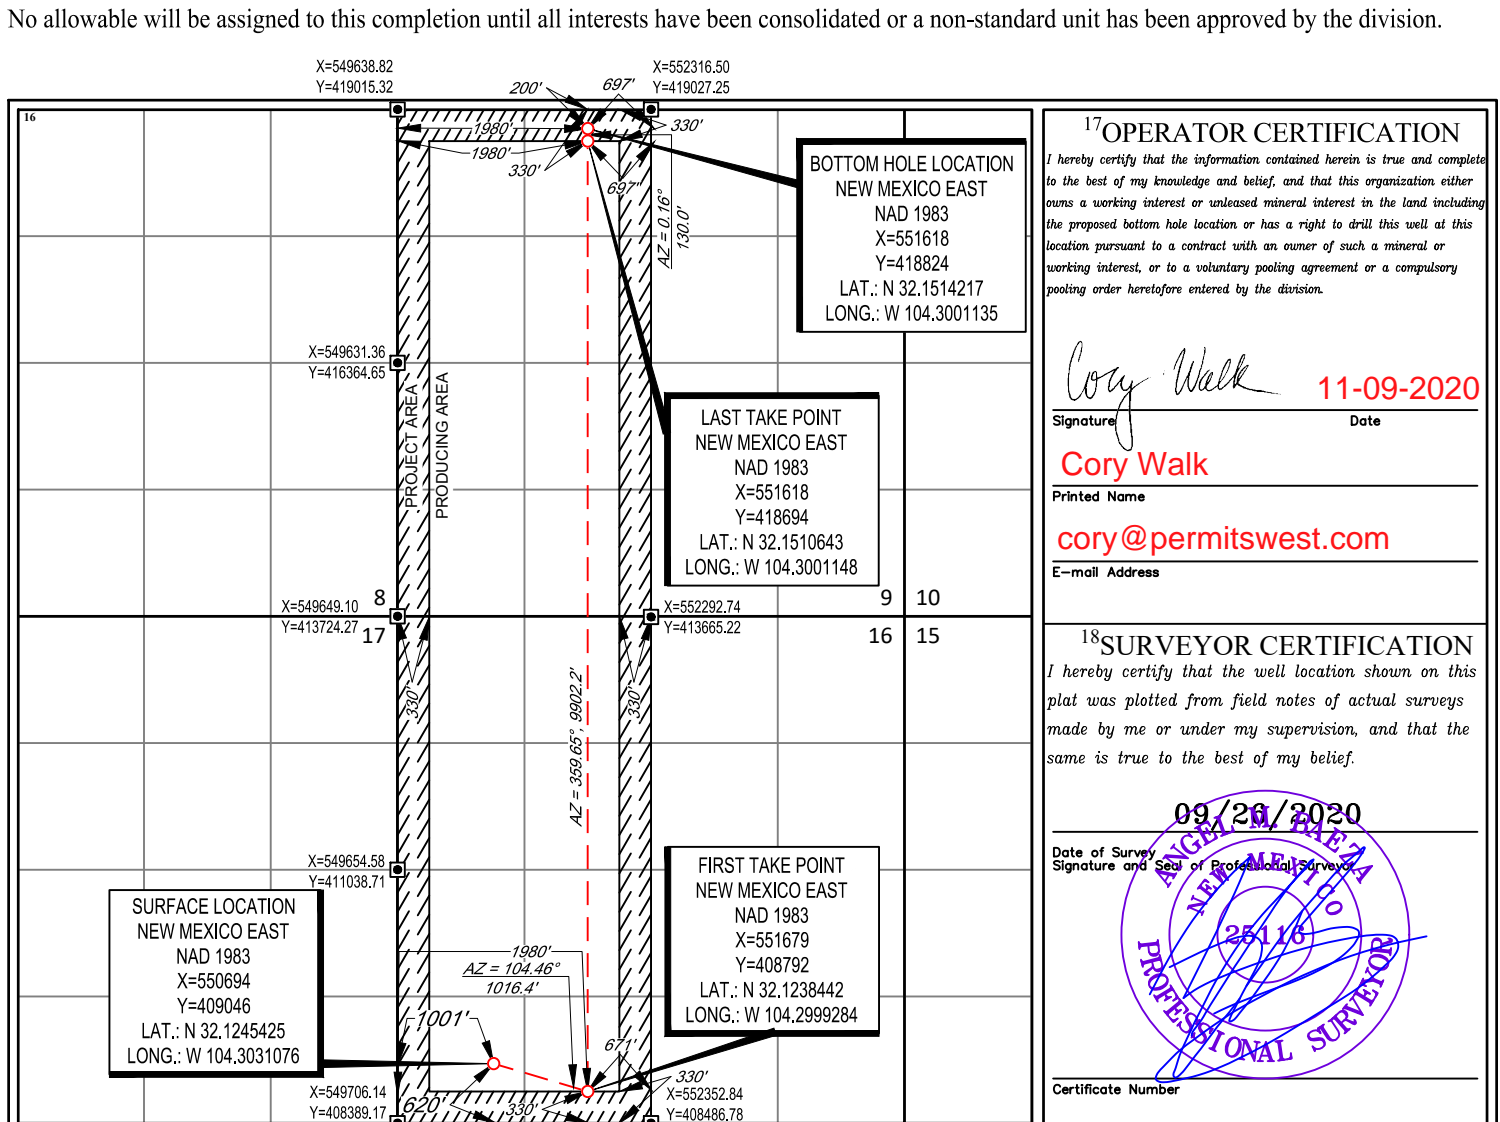 No allowable will be assigned to this completion until all interests have been consolidated or a non-standard unit has been approved by the division.
X=549638.82
Y=419015.32
X=552316.50
Y=419027.25
200'
697'
16
1980'
330'
1980'
330'
697'
AZ = 0.16°
130.0'
BOTTOM HOLE LOCATION
NEW MEXICO EAST
NAD 1983
X=551618
Y=418824
LAT.: N 32.1514217
LONG.: W 104.3001135
X=549631.36
Y=416364.65
PROJECT AREA
PRODUCING AREA
LAST TAKE POINT
NEW MEXICO EAST
NAD 1983
X=551618
Y=418694
LAT.: N 32.1510643
LONG.: W 104.3001148
X=549649.10
Y=413724.27
8
17
X=552292.74
Y=413665.22
9
10
16
15
330'
330'
AZ = 359.65°, 9902.2'
X=549654.58
Y=411038.71
FIRST TAKE POINT
NEW MEXICO EAST
NAD 1983
X=551679
Y=408792
LAT.: N 32.1238442
LONG.: W 104.2999284
SURFACE LOCATION
NEW MEXICO EAST
NAD 1983
X=550694
Y=409046
LAT.: N 32.1245425
LONG.: W 104.3031076
1980'
AZ = 104.46°
1016.4'
1001'
671'
330'
620'
330'
X=549706.14
Y=408389.17
X=552352.84
Y=408486.78
17OPERATOR CERTIFICATION
I hereby certify that the information contained herein is true and complete
to the best of my knowledge and belief, and that this organization either
owns a working interest or unleased mineral interest in the land including
the proposed bottom hole location or has a right to drill this well at this
location pursuant to a contract with an owner of such a mineral or
working interest, or to a voluntary pooling agreement or a compulsory
pooling order heretofore entered by the division.
Cory Walk
11-09-2020
Signature
Date
Cory Walk
Printed Name
cory@permitswest.com
E-mail Address
18SURVEYOR CERTIFICATION
I hereby certify that the well location shown on this
plat was plotted from field notes of actual surveys
made by me or under my supervision, and that the
same is true to the best of my belief.
09/26/2020
Date of Survey
Signature and Seal of Professional Surveyor
ANGEL M. BAEZA
NEW MEXICO
25116
PROFESSIONAL SURVEYOR
Certificate Number